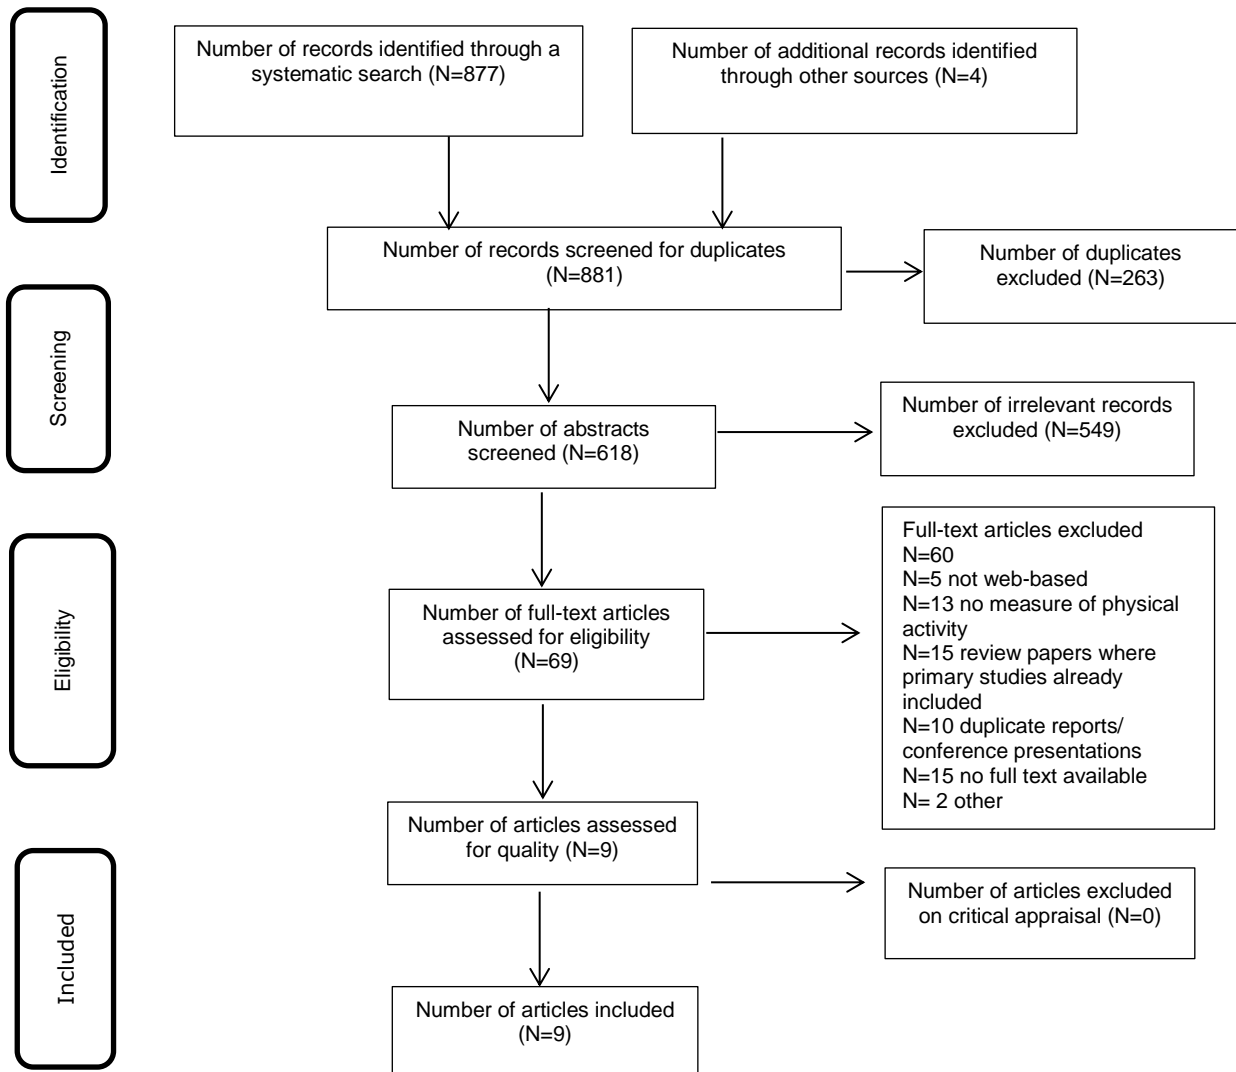 Identification
Number of records identified through a
systematic search (N=877)
Number of additional records identified
through other sources (N=4)
Number of records screened for duplicates
(N=881)
Number of duplicates
excluded (N=263)
Screening
Number of abstracts
screened (N=618)
Number of irrelevant records
excluded (N=549)
Eligibility
Number of full-text articles
assessed for eligibility
(N=69)
Full-text articles excluded
N=60
N=5 not web-based
N=13 no measure of physical
activity
N=15 review papers where
primary studies already
included
N=10 duplicate reports/
conference presentations
N=15 no full text available
N= 2 other
Number of articles assessed
for quality (N=9)
Number of articles excluded
on critical appraisal (N=0)
Included
Number of articles included
(N=9)